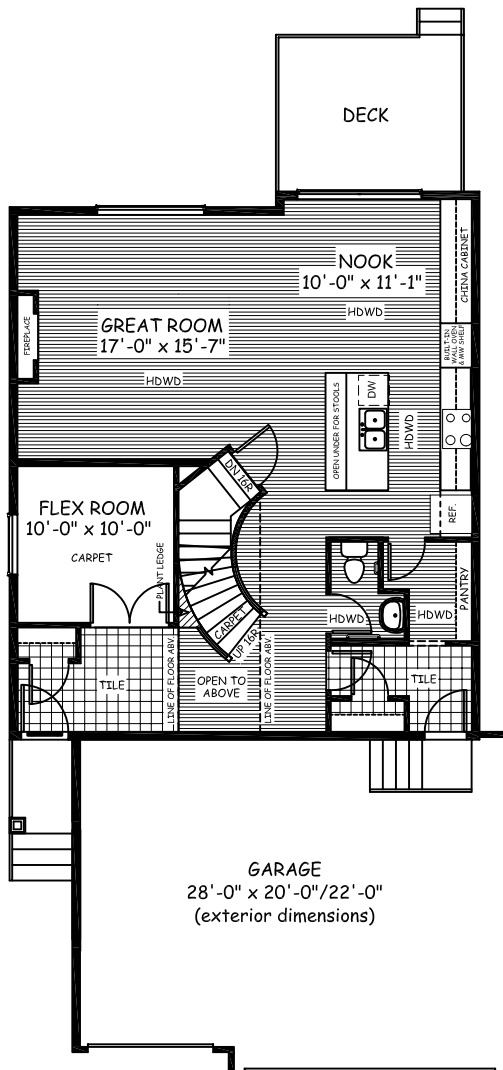 DECK
NOOK
10'-0" x 11'-1"
HDWD
CHINA CABINET
GREAT ROOM
17'-0" x 15'-7"
HDWD
FIREPLACE
BUILT-IN
WALL OVEN
& MW SHELF
OPEN UNDER FOR STOOLS
DW
HDWD
DN 16R
REF.
FLEX ROOM
10'-0" x 10'-0"
CARPET
PLANT LEDGE
CARPET
UP 16R
HDWD
HDWD
PANTRY
TILE
LINE OF FLOOR ABV.
OPEN TO
ABOVE
LINE OF FLOOR ABV.
TILE
GARAGE
28'-0" x 20'-0"/22'-0"
(exterior dimensions)